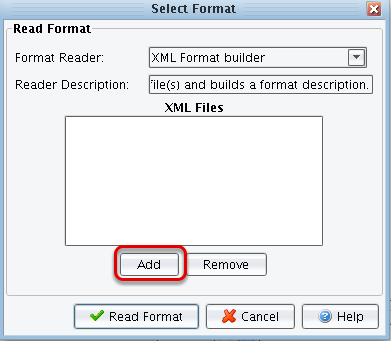 Select Format
Read Format
Format Reader: XML Format builder
Reader Description: file(s) and builds a format description.
XML Files
Add Remove
Read Format Cancel Help